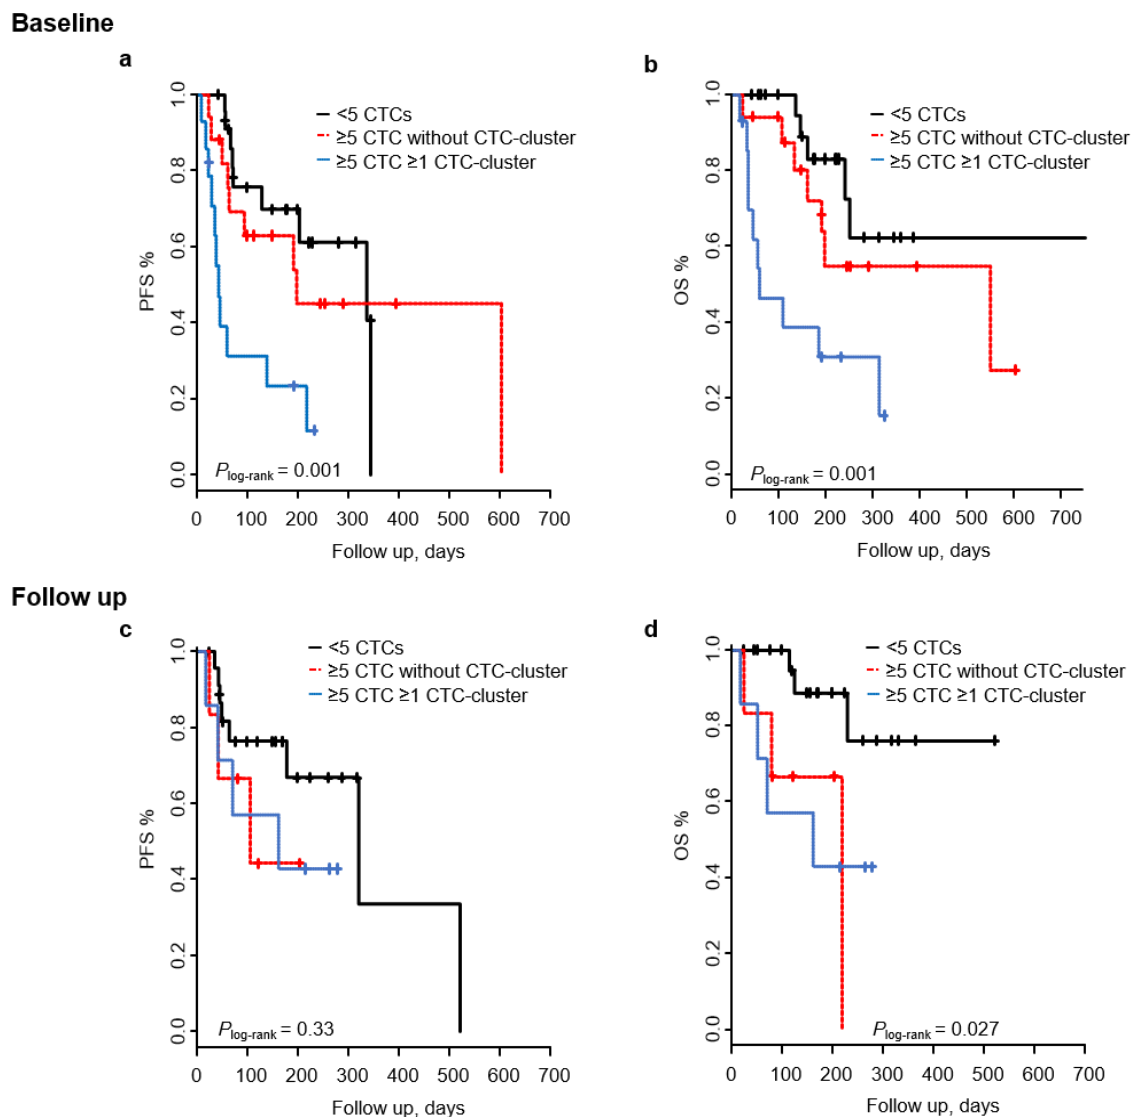 Baseline
a
<5 CTCs
≥5 CTC without CTC-cluster
≥5 CTC ≥1 CTC-cluster
PFS %
1.0
0.8
0.6
0.4
0.2
0.0
P log-rank = 0.001
0 100 200 300 400 500 600 700
Follow up, days
b
<5 CTCs
≥5 CTC without CTC-cluster
≥5 CTC ≥1 CTC-cluster
OS %
1.0
0.8
0.6
0.4
0.2
0.0
P log-rank = 0.001
0 100 200 300 400 500 600 700
Follow up, days
Follow up
c
<5 CTCs
≥5 CTC without CTC-cluster
≥5 CTC ≥1 CTC-cluster
PFS %
1.0
0.8
0.6
0.4
0.2
0.0
P log-rank = 0.33
0 100 200 300 400 500 600 700
Follow up, days
d
<5 CTCs
≥5 CTC without CTC-cluster
≥5 CTC ≥1 CTC-cluster
OS %
1.0
0.8
0.6
0.4
0.2
0.0
P log-rank = 0.027
0 100 200 300 400 500 600 700
Follow up, days